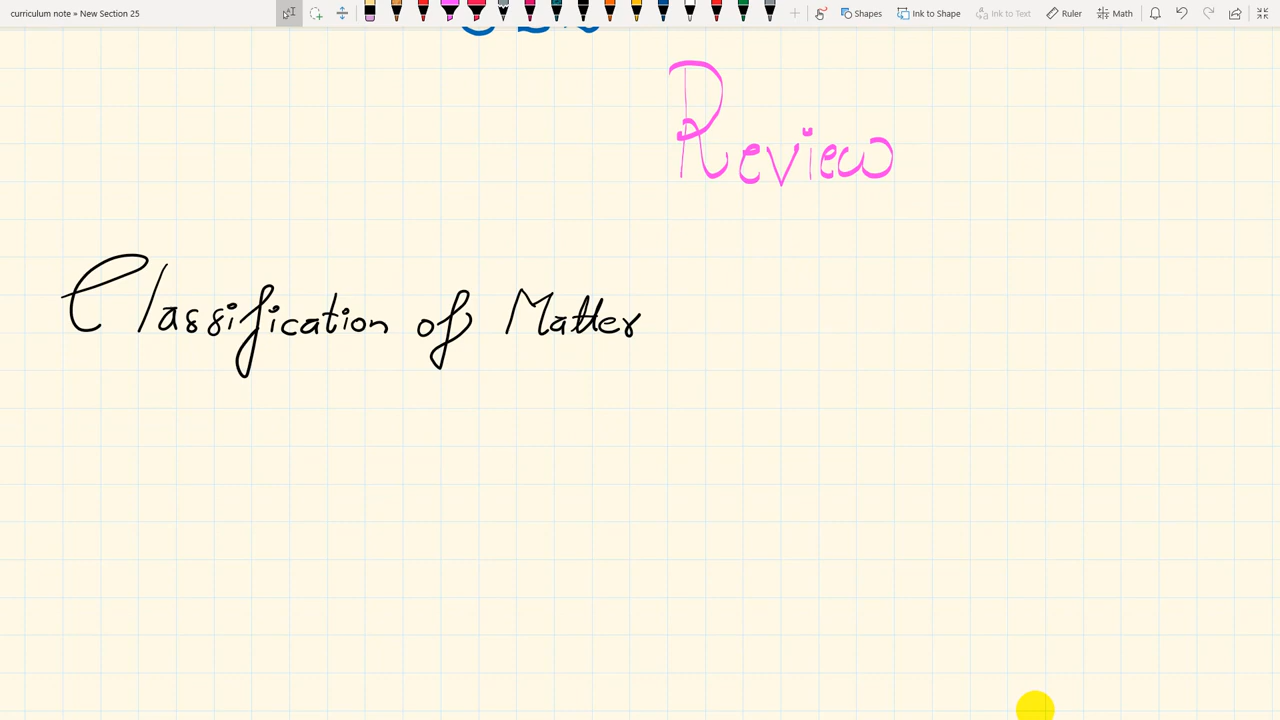 curriculum note » New Section 25
Shapes
Ink to Shape
Ink to Text
Ruler
Math
Review
Classification of Matter